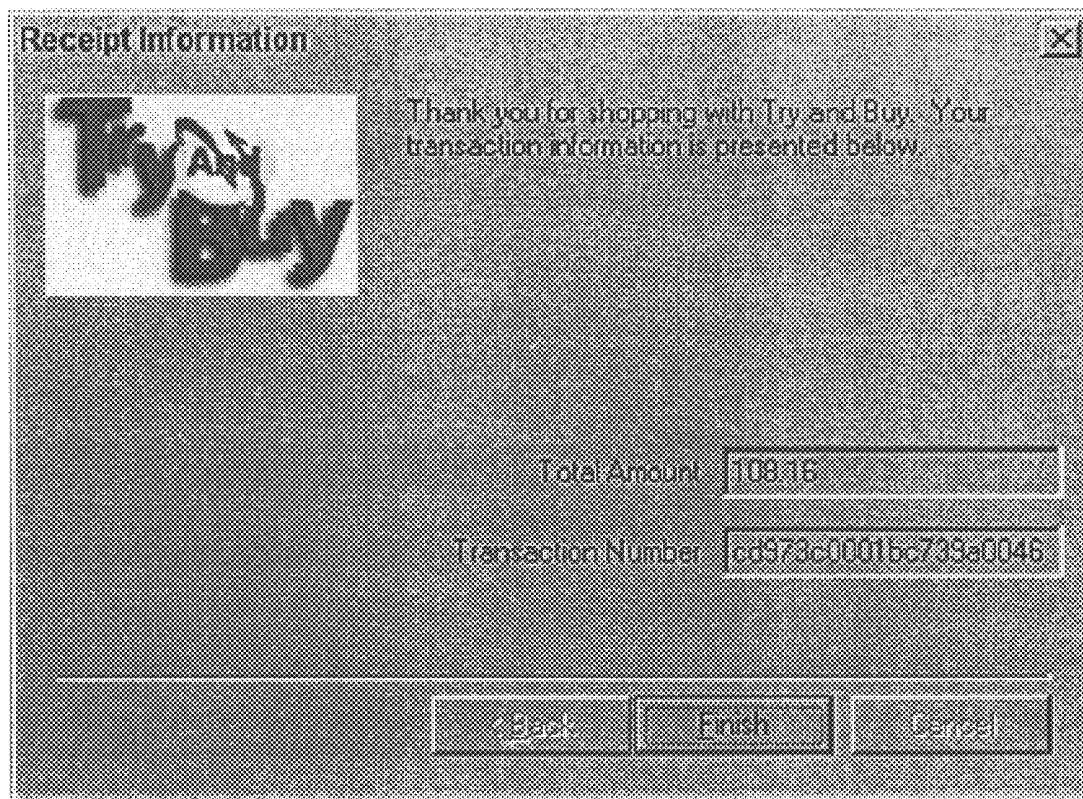 Receipt Information
Try And Buy
Thank you for shopping with Try and Buy. Your
transaction information is presented below.
Total Amount 108.16
Transaction Number cd973c0001bc739a0046
< Back Finish Cancel